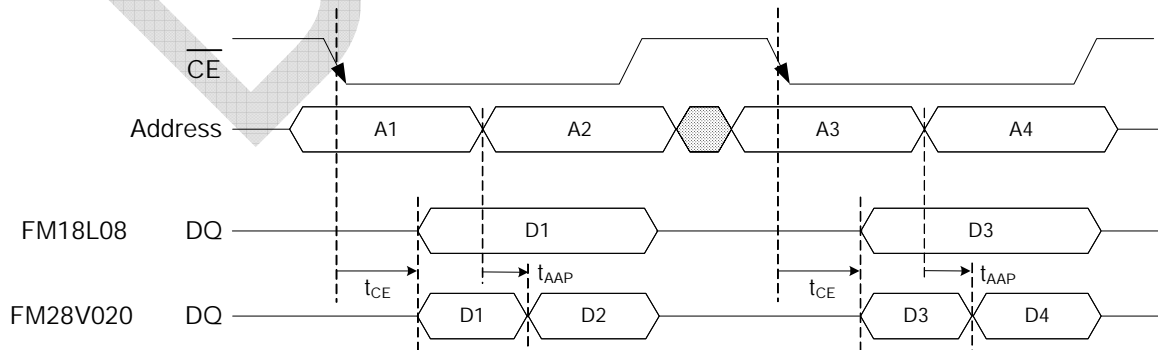 CE
Address A1 A2 A3 A4
FM18L08 DQ D1 D3
tCE tAAP tCE tAAP
FM28V020 DQ D1 D2 D3 D4